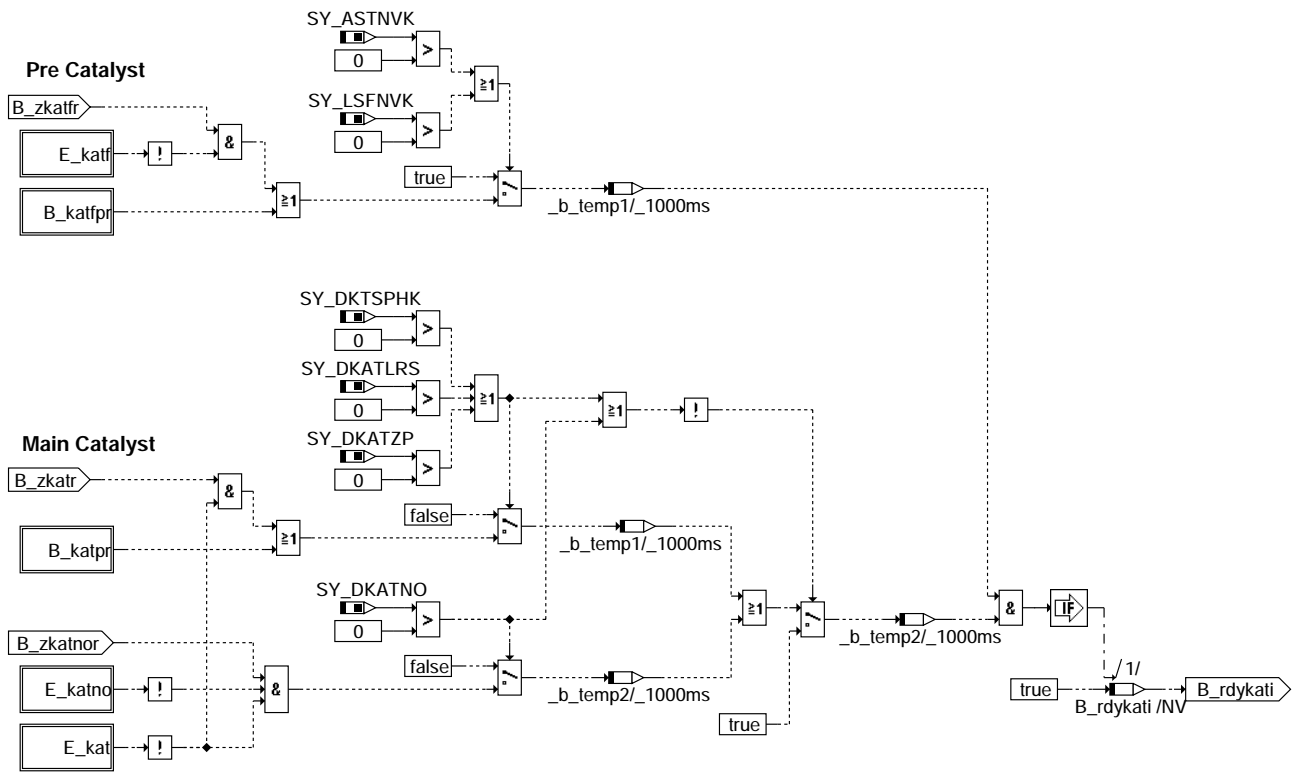 SY_ASTNVK
>
0
Pre Catalyst
≧1
B_zkatfr
SY_LSFNVK
&
>
0
E_katf
!
true
B_katfpr
≧1
_b_temp1/_1000ms
SY_DKTSPHK
>
0
SY_DKATLRS
>
≧1
≧1
!
0
Main Catalyst
SY_DKATZP
>
B_zkatr
0
&
false
B_katpr
≧1
_b_temp1/_1000ms
SY_DKATNO
>
≧1
&
IF
0
B_zkatnor
_b_temp2/_1000ms
false
E_katno
!
&
_b_temp2/_1000ms
/ 1/
true
B_rdykati
B_rdykati /NV
true
E_kat
!